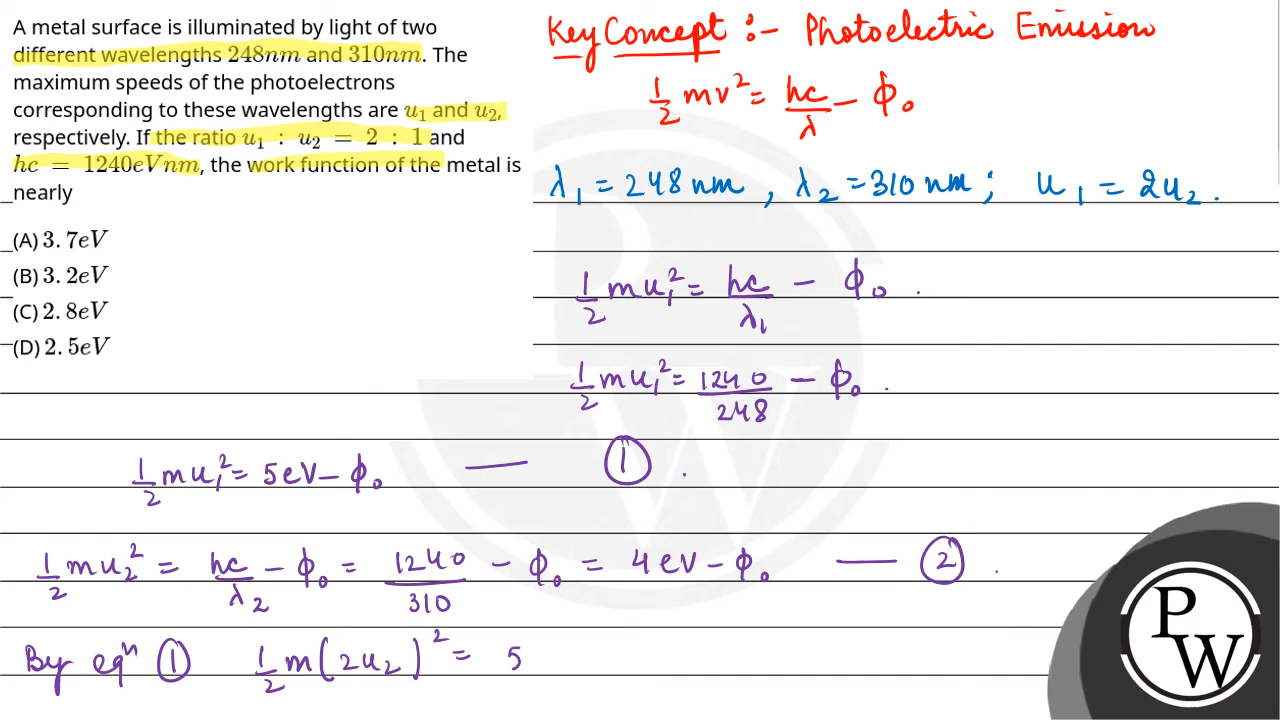 A metal surface is illuminated by light of two
different wavelengths 248nm and 310nm. The
maximum speeds of the photoelectrons
corresponding to these wavelengths are u₁ and u₂,
respectively. If the ratio u₁ : u₂ = 2 : 1 and
hc = 1240eV nm, the work function of the metal is
nearly
(A) 3.7eV
(B) 3.2eV
(C) 2.8eV
(D) 2.5eV
Key Concept :- Photoelectric Emission
1/2 mv² = hc/λ - ϕ₀
λ₁ = 248 nm , λ₂ = 310 nm ; u₁ = 2u₂ .
1/2 mu₁² = hc/λ₁ - ϕ₀ .
1/2 mu₁² = 1240/248 - ϕ₀ .
1/2 mu₁² = 5eV - ϕ₀ — ① .
1/2 mu₂² = hc/λ₂ - ϕ₀ = 1240/310 - ϕ₀ = 4eV - ϕ₀ — ② .
By eqⁿ ① 1/2 m(2u₂)² = 5
PW